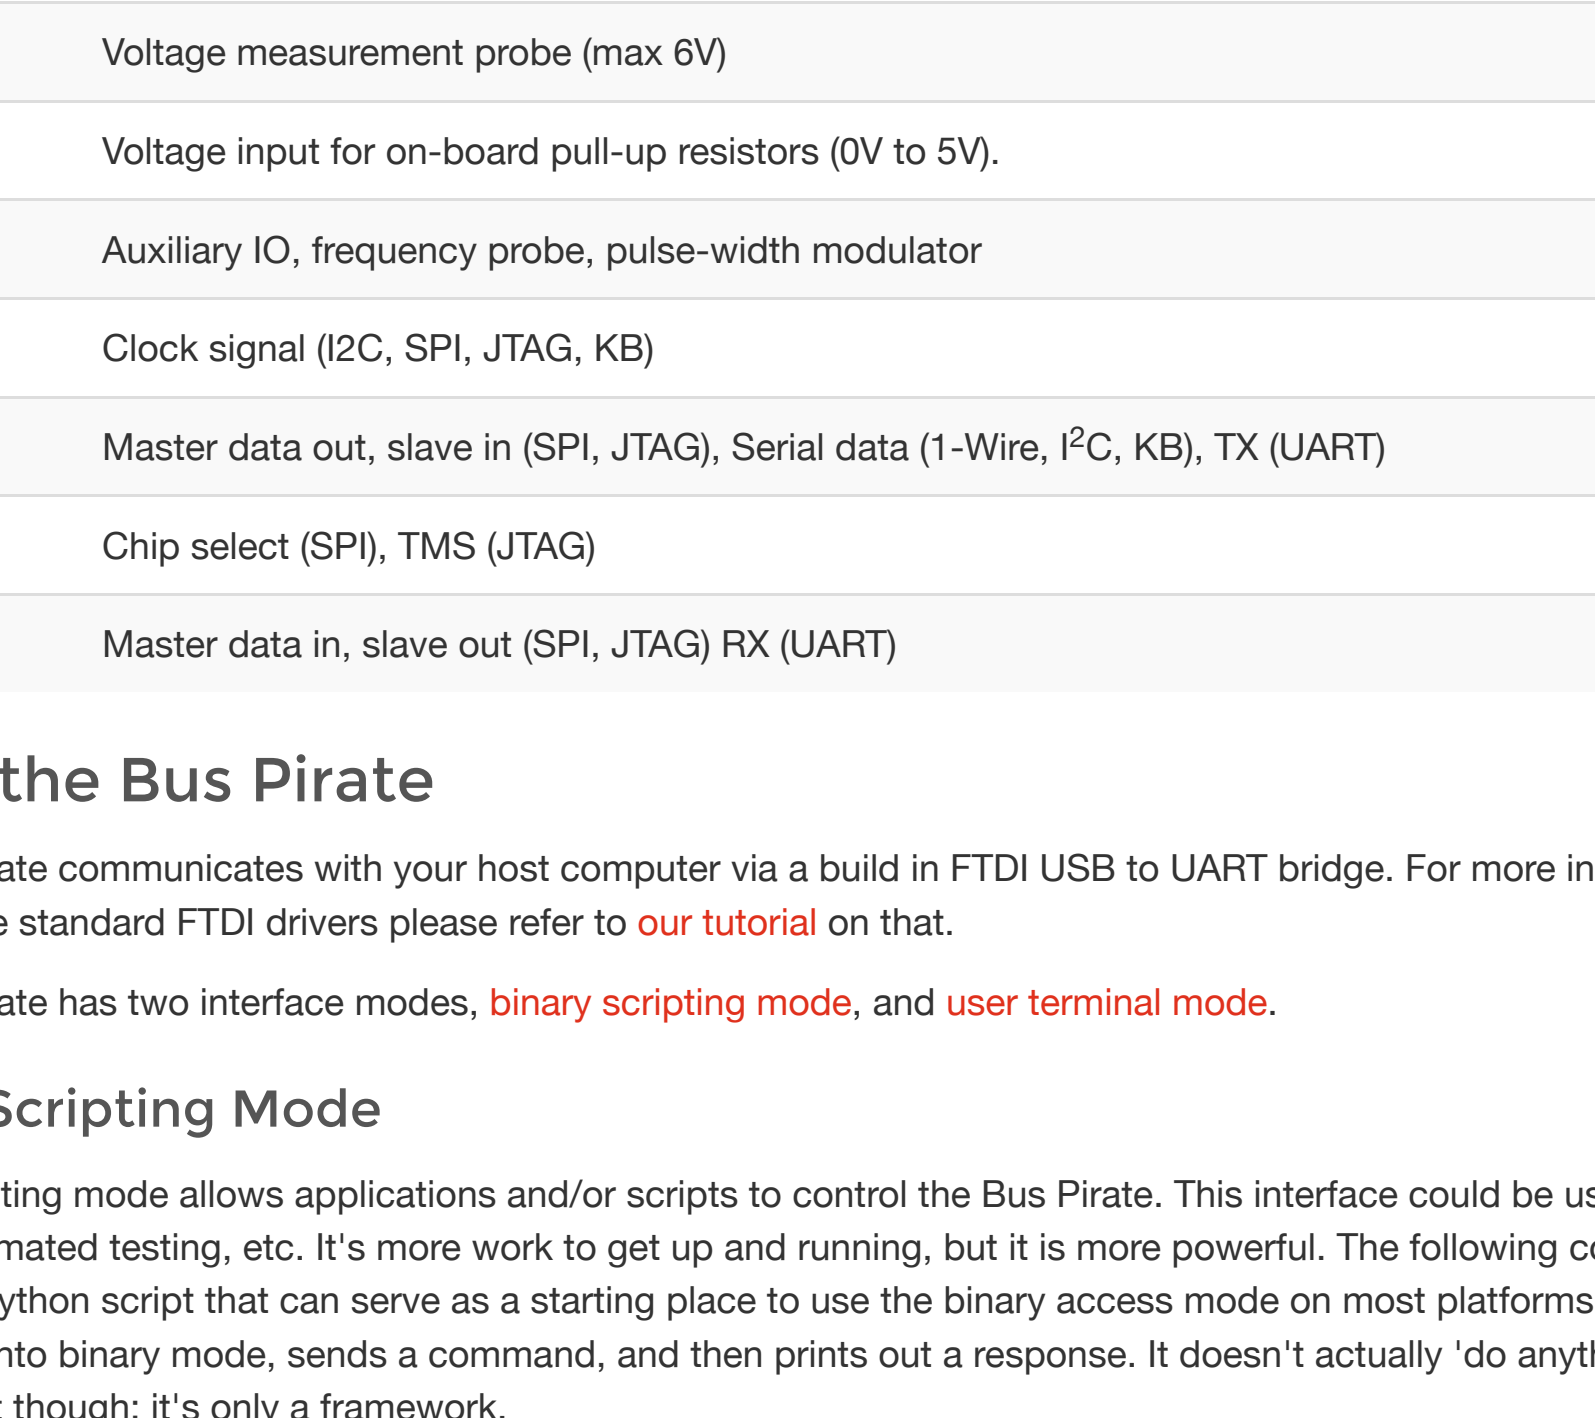 Voltage measurement probe (max 6V)
Voltage input for on-board pull-up resistors (0V to 5V).
Auxiliary IO, frequency probe, pulse-width modulator
Clock signal (I2C, SPI, JTAG, KB)
Master data out, slave in (SPI, JTAG), Serial data (1-Wire, I²C, KB), TX (UART)
Chip select (SPI), TMS (JTAG)
Master data in, slave out (SPI, JTAG) RX (UART)
the Bus Pirate
ate communicates with your host computer via a build in FTDI USB to UART bridge. For more in
e standard FTDI drivers please refer to our tutorial on that.
ate has two interface modes, binary scripting mode, and user terminal mode.
Scripting Mode
ting mode allows applications and/or scripts to control the Bus Pirate. This interface could be us
mated testing, etc. It's more work to get up and running, but it is more powerful. The following co
ython script that can serve as a starting place to use the binary access mode on most platforms
nto binary mode, sends a command, and then prints out a response. It doesn't actually 'do anyth
t though; it's only a framework.